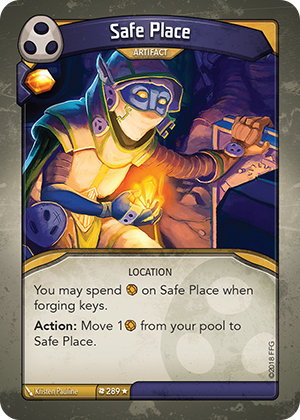 Safe Place
ARTIFACT
LOCATION
You may spend on Safe Place when
forging keys.
Action: Move 1 from your pool to
Safe Place.
Kristen Pauline
289
©2018 FFG